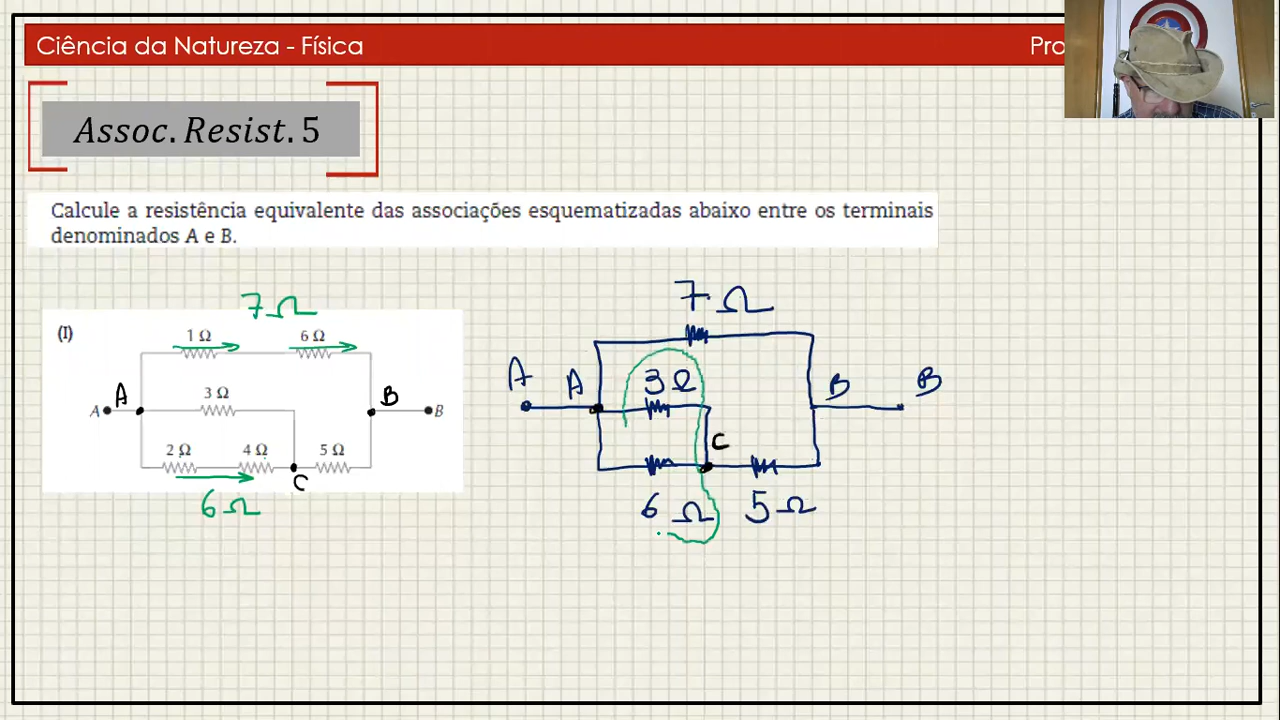 Ciência da Natureza - Física
Pro
Assoc. Resist. 5
Calcule a resistência equivalente das associações esquematizadas abaixo entre os terminais
denominados A e B.
7 Ω
(I)
1 Ω
6 Ω
A
A
3 Ω
B
B
2 Ω
4 Ω
5 Ω
C
6 Ω
7 Ω
A
A
3 Ω
B
B
C
6 Ω
5 Ω